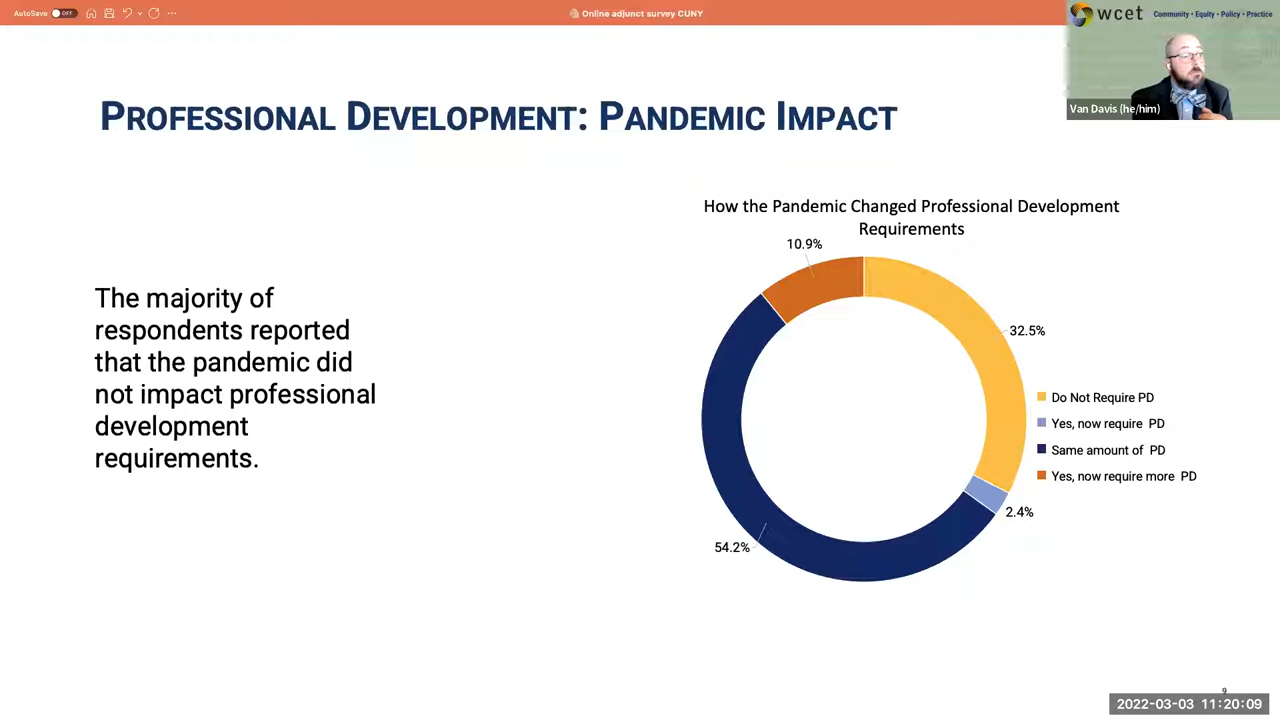 AutoSave OFF
Online adjunct survey CUNY
wcet Community • Equity • Policy • Practice
Van Davis (he/him)
PROFESSIONAL DEVELOPMENT: PANDEMIC IMPACT
The majority of
respondents reported
that the pandemic did
not impact professional
development
requirements.
How the Pandemic Changed Professional Development
Requirements
10.9%
32.5%
2.4%
54.2%
Do Not Require PD
Yes, now require PD
Same amount of PD
Yes, now require more PD
9
2022-03-03 11:20:09